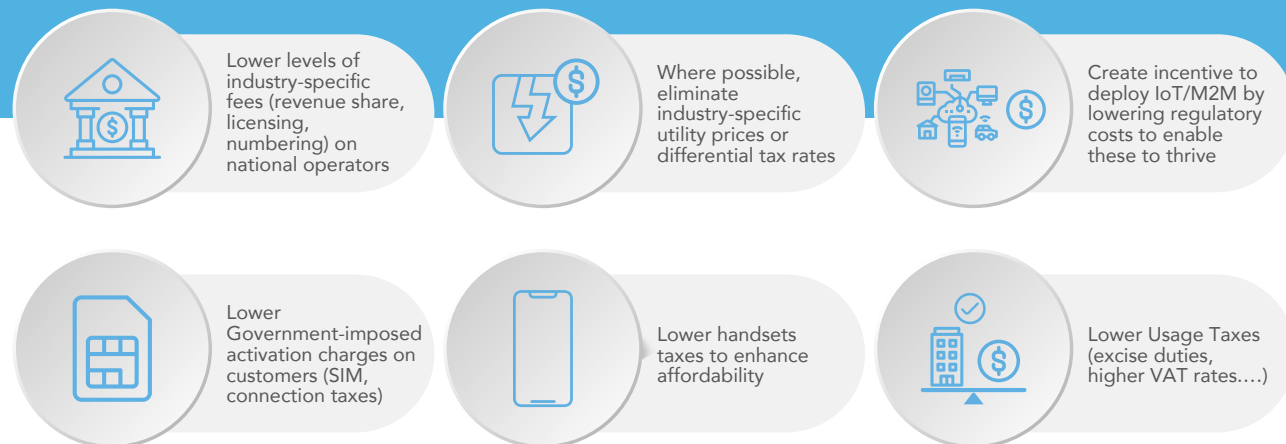 Lower levels of
industry-specific
fees (revenue share,
licensing,
numbering) on
national operators
Where possible,
eliminate
industry-specific
utility prices or
differential tax rates
Create incentive to
deploy IoT/M2M by
lowering regulatory
costs to enable
these to thrive
Lower
Government-imposed
activation charges on
customers (SIM,
connection taxes)
Lower handsets
taxes to enhance
affordability
Lower Usage Taxes
(excise duties,
higher VAT rates....)